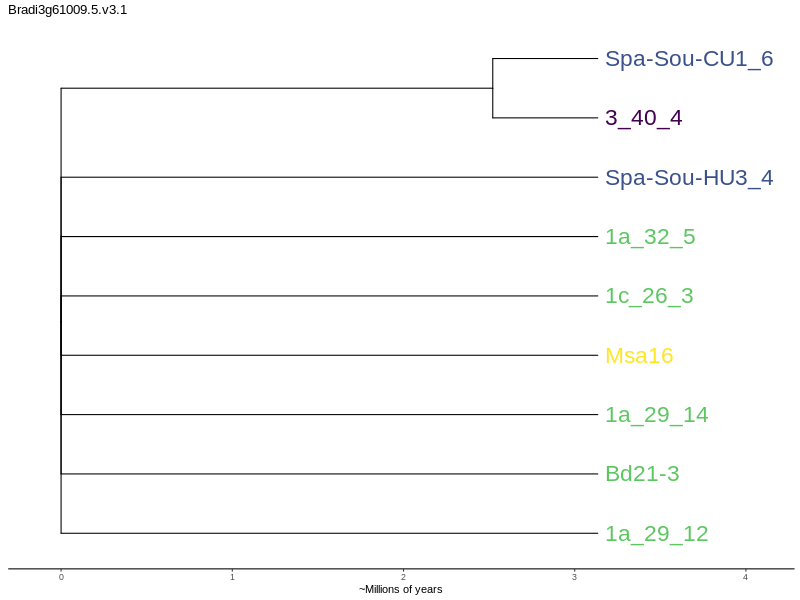 Bradi3g61009.5.v3.1
Spa-Sou-CU1_6
3_40_4
Spa-Sou-HU3_4
1a_32_5
1c_26_3
Msa16
1a_29_14
Bd21-3
1a_29_12
0 1 2 3 4
~Millions of years